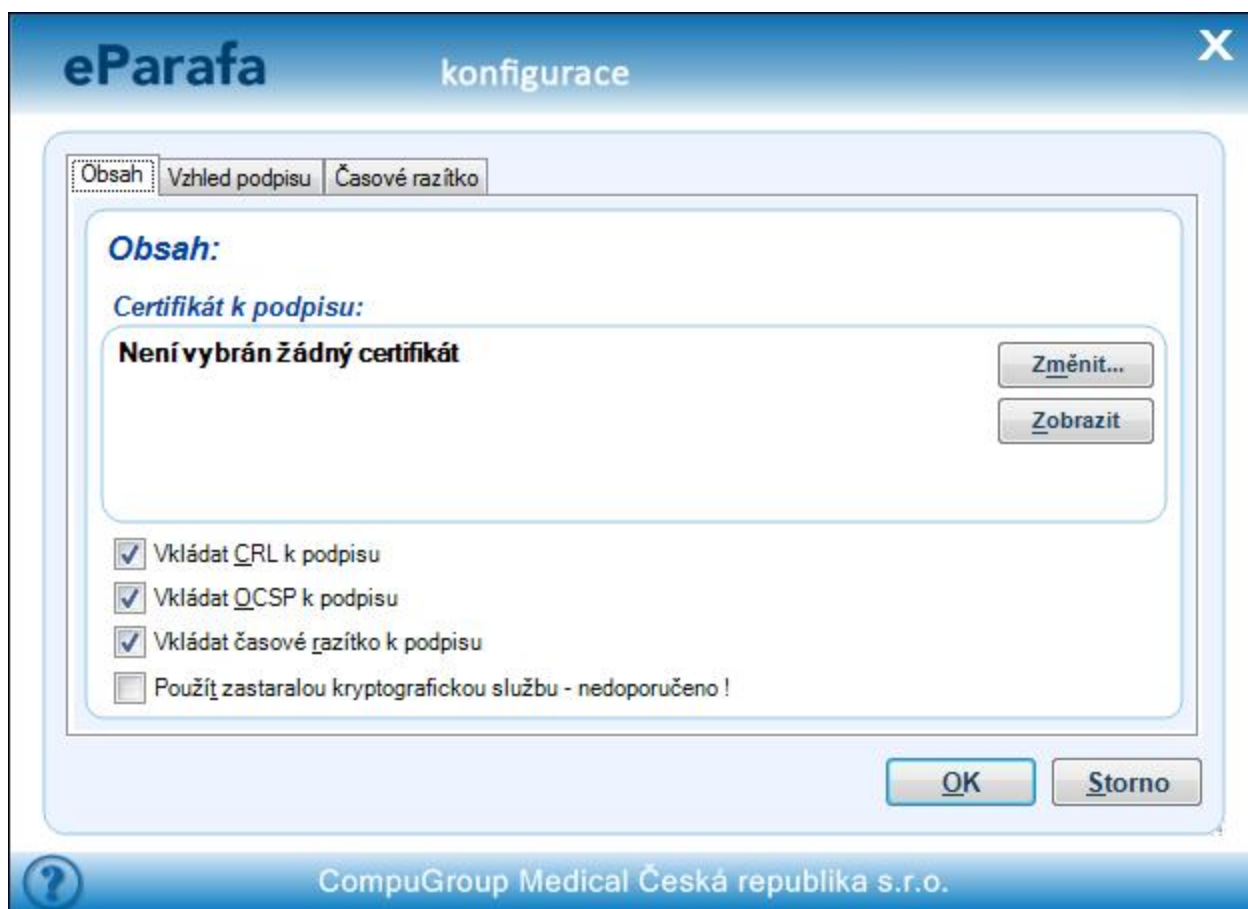 eParafa konfigurace X
Obsah Vzhled podpisu Časové razítko
Obsah:
Certifikát k podpisu:
Není vybrán žádný certifikát
Změnit...
Zobrazit
Vkládat CRL k podpisu
Vkládat OCSP k podpisu
Vkládat časové razítko k podpisu
Použít zastaralou kryptografickou službu - nedoporučeno !
OK Storno
? CompuGroup Medical Česká republika s.r.o.